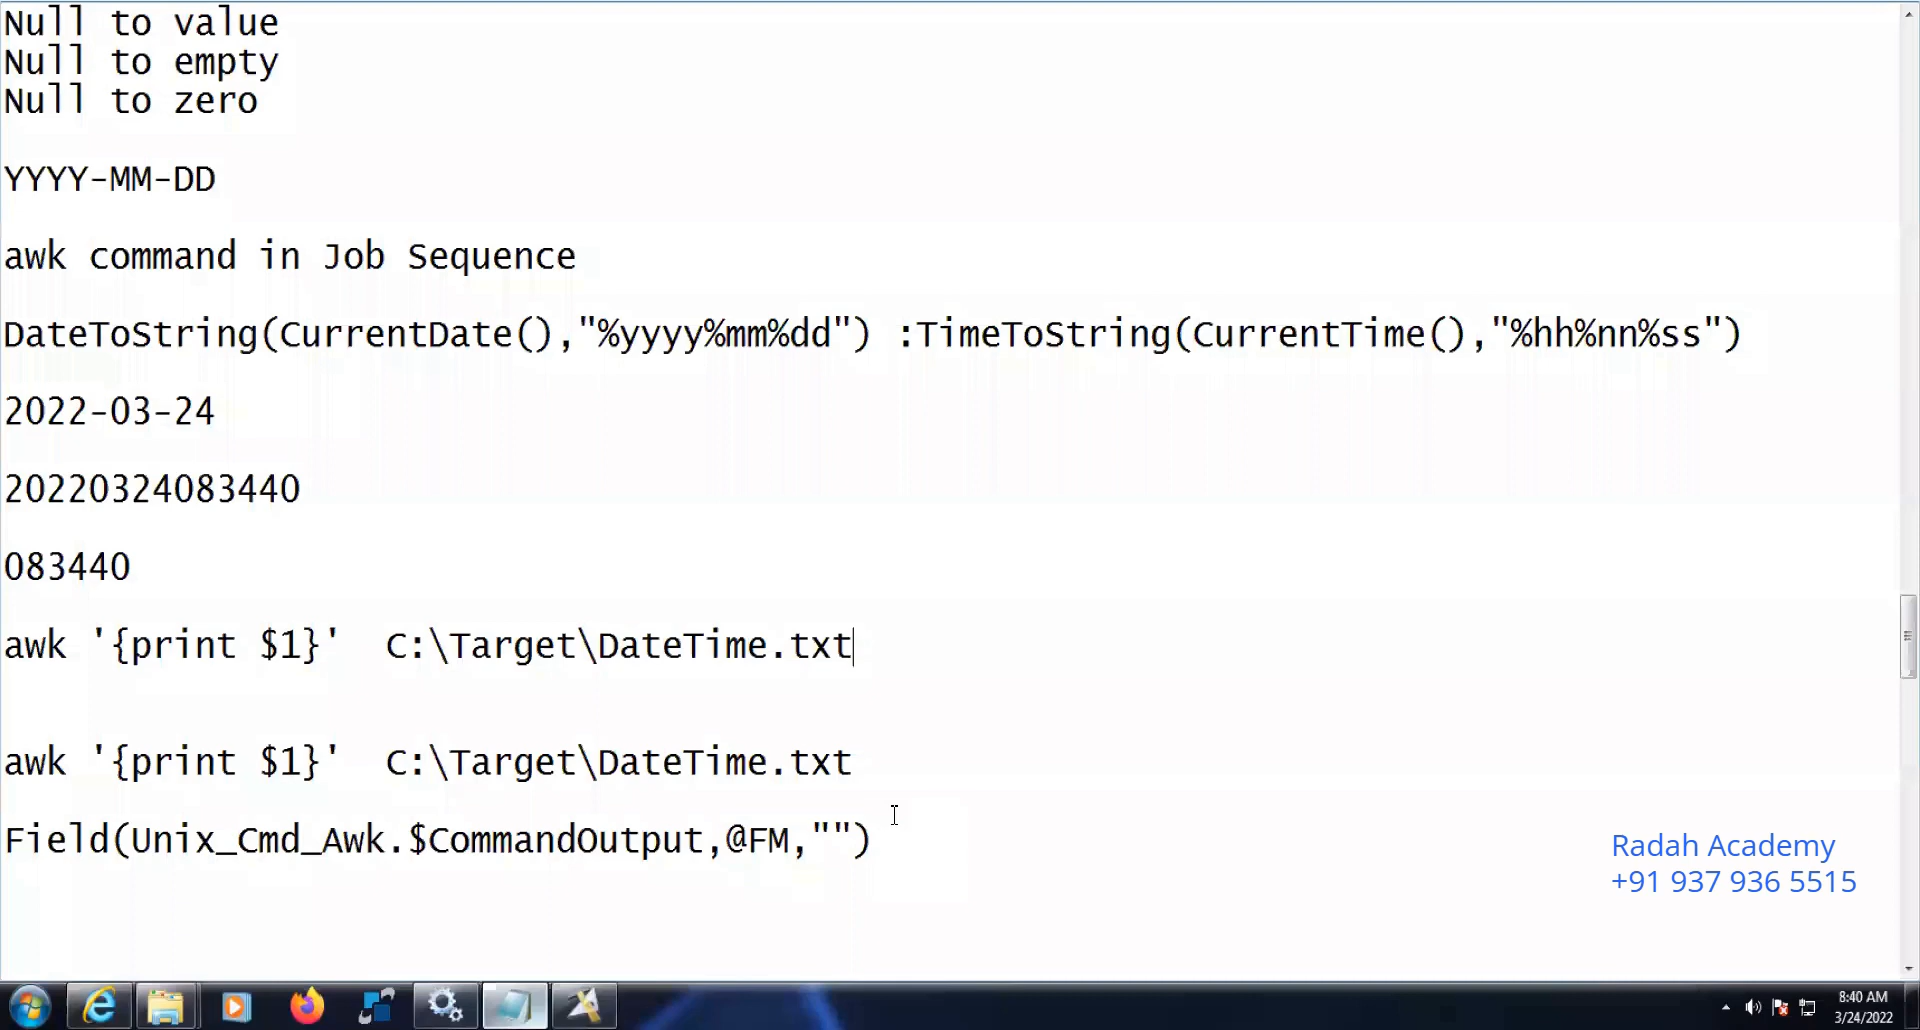 Null to value
Null to empty
Null to zero
YYYY-MM-DD
awk command in Job Sequence
DateToString(CurrentDate(),"%yyyy%mm%dd") :TimeToString(CurrentTime(),"%hh%nn%ss")
2022-03-24
20220324083440
083440
awk '{print $1}'  C:\Target\DateTime.txt
awk '{print $1}'  C:\Target\DateTime.txt
Field(Unix_Cmd_Awk.$CommandOutput,@FM,"")
Radah Academy
+91 937 936 5515
8:40 AM
3/24/2022